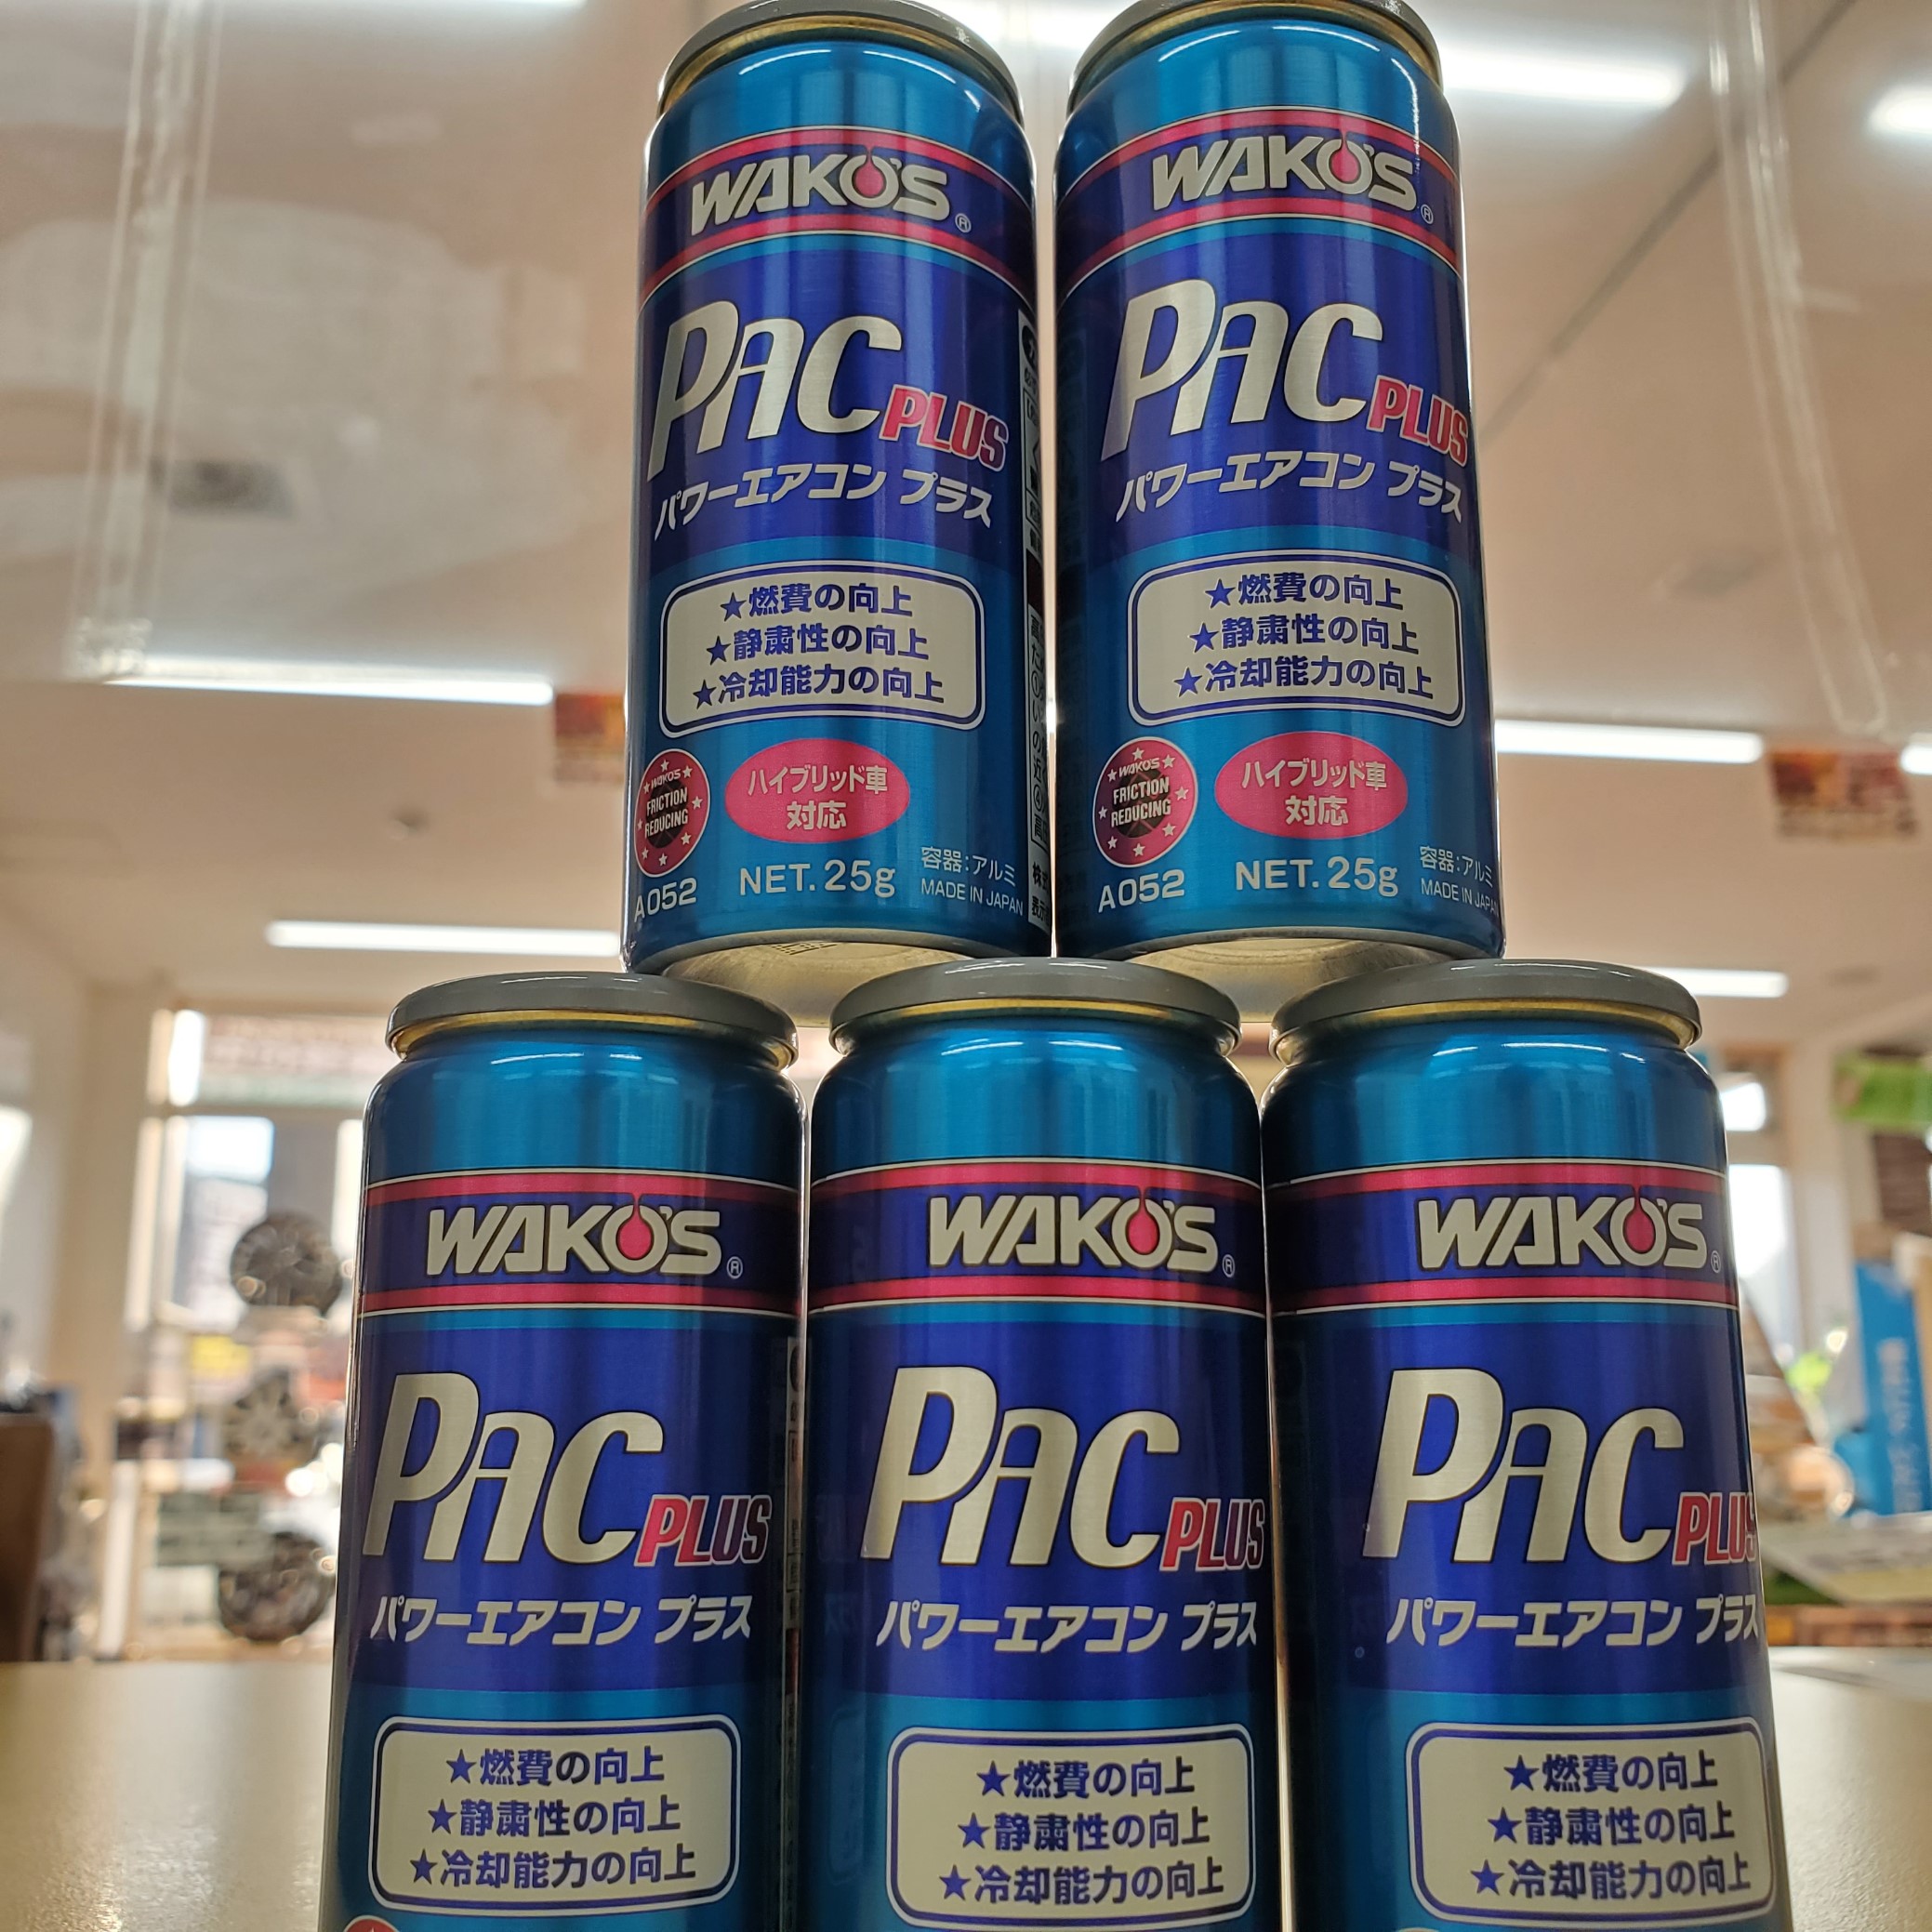 WAKO'S®
PAC PLUS
パワーエアコン プラス
★燃費の向上
★静粛性の向上
★冷却能力の向上
WAKO'S
FRICTION
REDUCING
ハイブリッド車
対応
A052
NET. 25g
容器:アルミ
MADE IN JAPAN
WAKO'S®
PAC PLUS
パワーエアコン プラス
★燃費の向上
★静粛性の向上
★冷却能力の向上
WAKO'S
FRICTION
REDUCING
ハイブリッド車
対応
A052
NET. 25g
容器:アルミ
MADE IN JAPAN
WAKO'S®
PAC PLUS
パワーエアコン プラス
★燃費の向上
★静粛性の向上
★冷却能力の向上
WAKO'S®
PAC PLUS
パワーエアコン プラス
★燃費の向上
★静粛性の向上
★冷却能力の向上
WAKO'S®
PAC PLUS
パワーエアコン プラス
★燃費の向上
★静粛性の向上
★冷却能力の向上